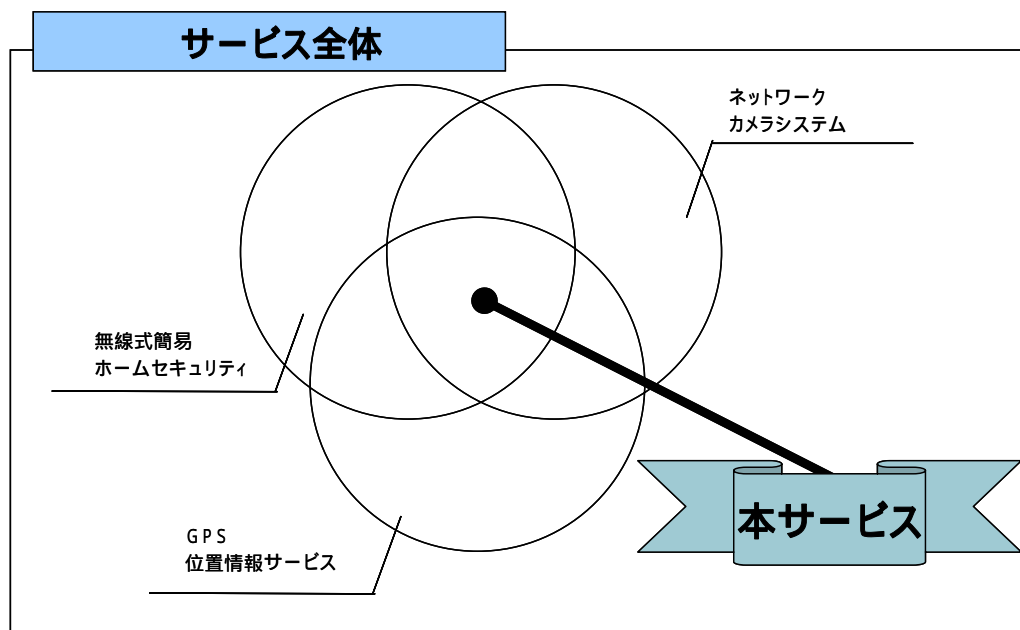 サービス全体
ネットワーク
カメラシステム
無線式簡易
ホームセキュリティ
GPS
位置情報サービス
本サービス